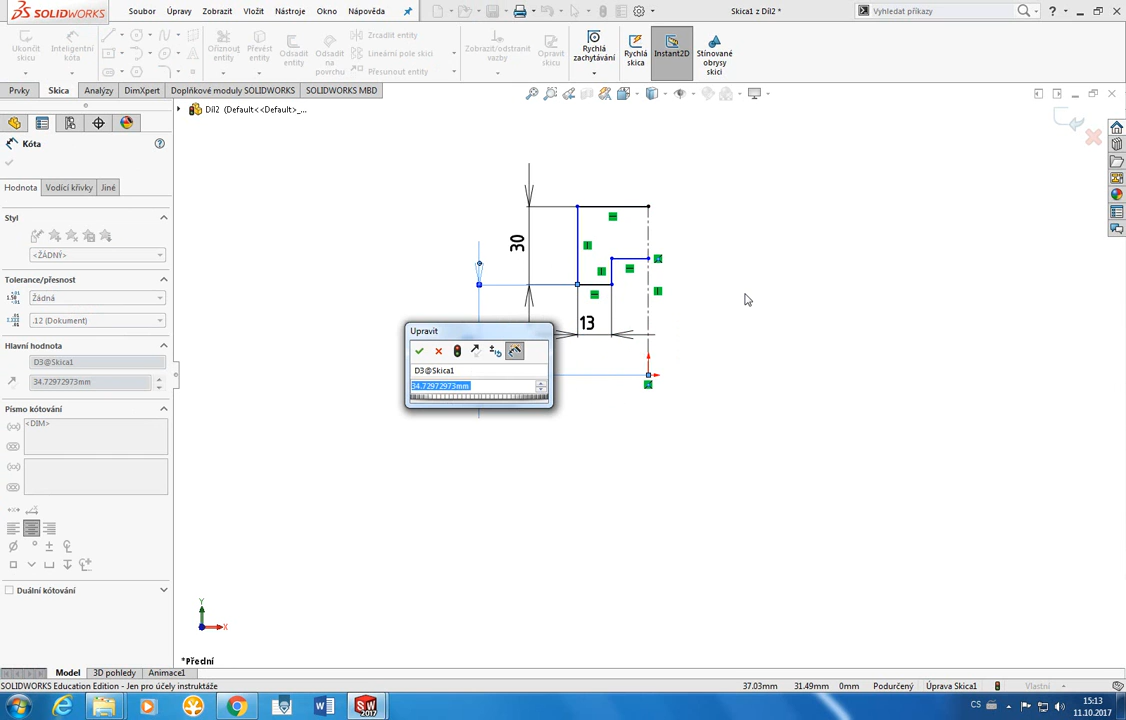 SOLIDWORKS
Soubor Úpravy Zobrazit Vložit Nástroje Okno Nápověda
Skica1 z Díl2 *
Vyhledat příkazy
Ukončit skicu
Inteligentní kóta
Oříznout entity
Převést entity
Odsadit entity
Odsadit na povrchu
Zrcadlit entity
Lineární pole skici
Přesunout entity
Zobrazit/odstranit vazby
Opravit skicu
Rychlá zachytávání
Rychlá skica
Instant2D
Stínované obrysy skici
Prvky Skica Analýzy DimXpert Doplňkové moduly SOLIDWORKS SOLIDWORKS MBD
Díl2 (Default<<Default>_...
Kóta
Hodnota Vodící křivky Jiné
Styl
<ŽÁDNÝ>
Tolerance/přesnost
Žádná
.12 (Dokument)
Hlavní hodnota
D3@Skica1
34.72972973mm
Písmo kótování
<DIM>
Duální kótování
30
13
Upravit
D3@Skica1
34.72972973mm
Y
X
*Přední
Model 3D pohledy Animace1
SOLIDWORKS Education Edition - Jen pro účely instruktáže
37.03mm 31.49mm 0mm Podurčený Úprava Skica1 Vlastní
CS
15:13
11.10.2017